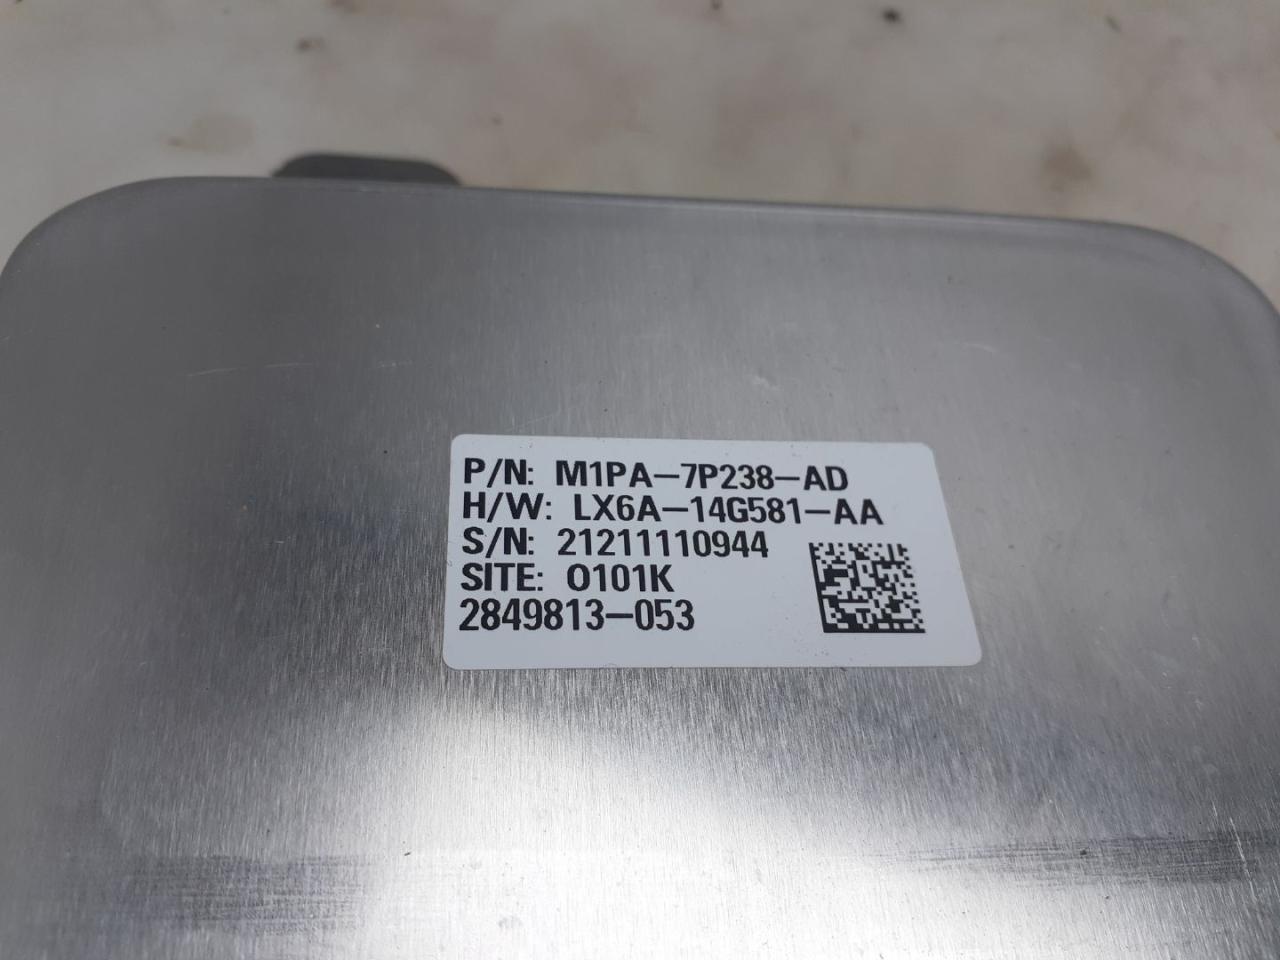 P/N: M1PA-7P238-AD
H/W: LX6A-14G581-AA
S/N: 21211110944
SITE: O101K
2849813-053